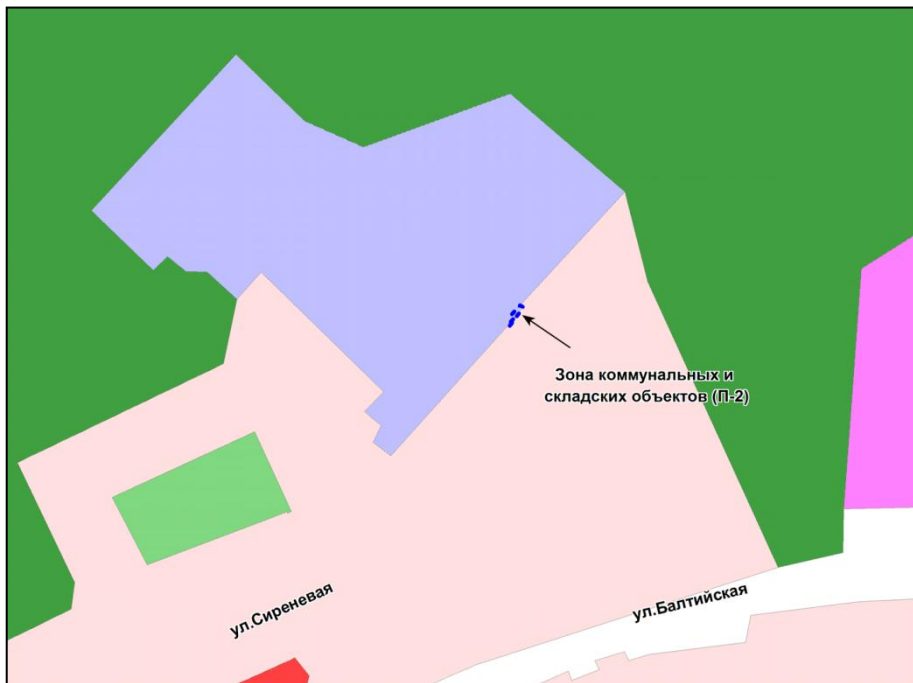 Зона коммунальных и
складских объектов (П-2)
ул.Сиреневая
ул.Балтийская